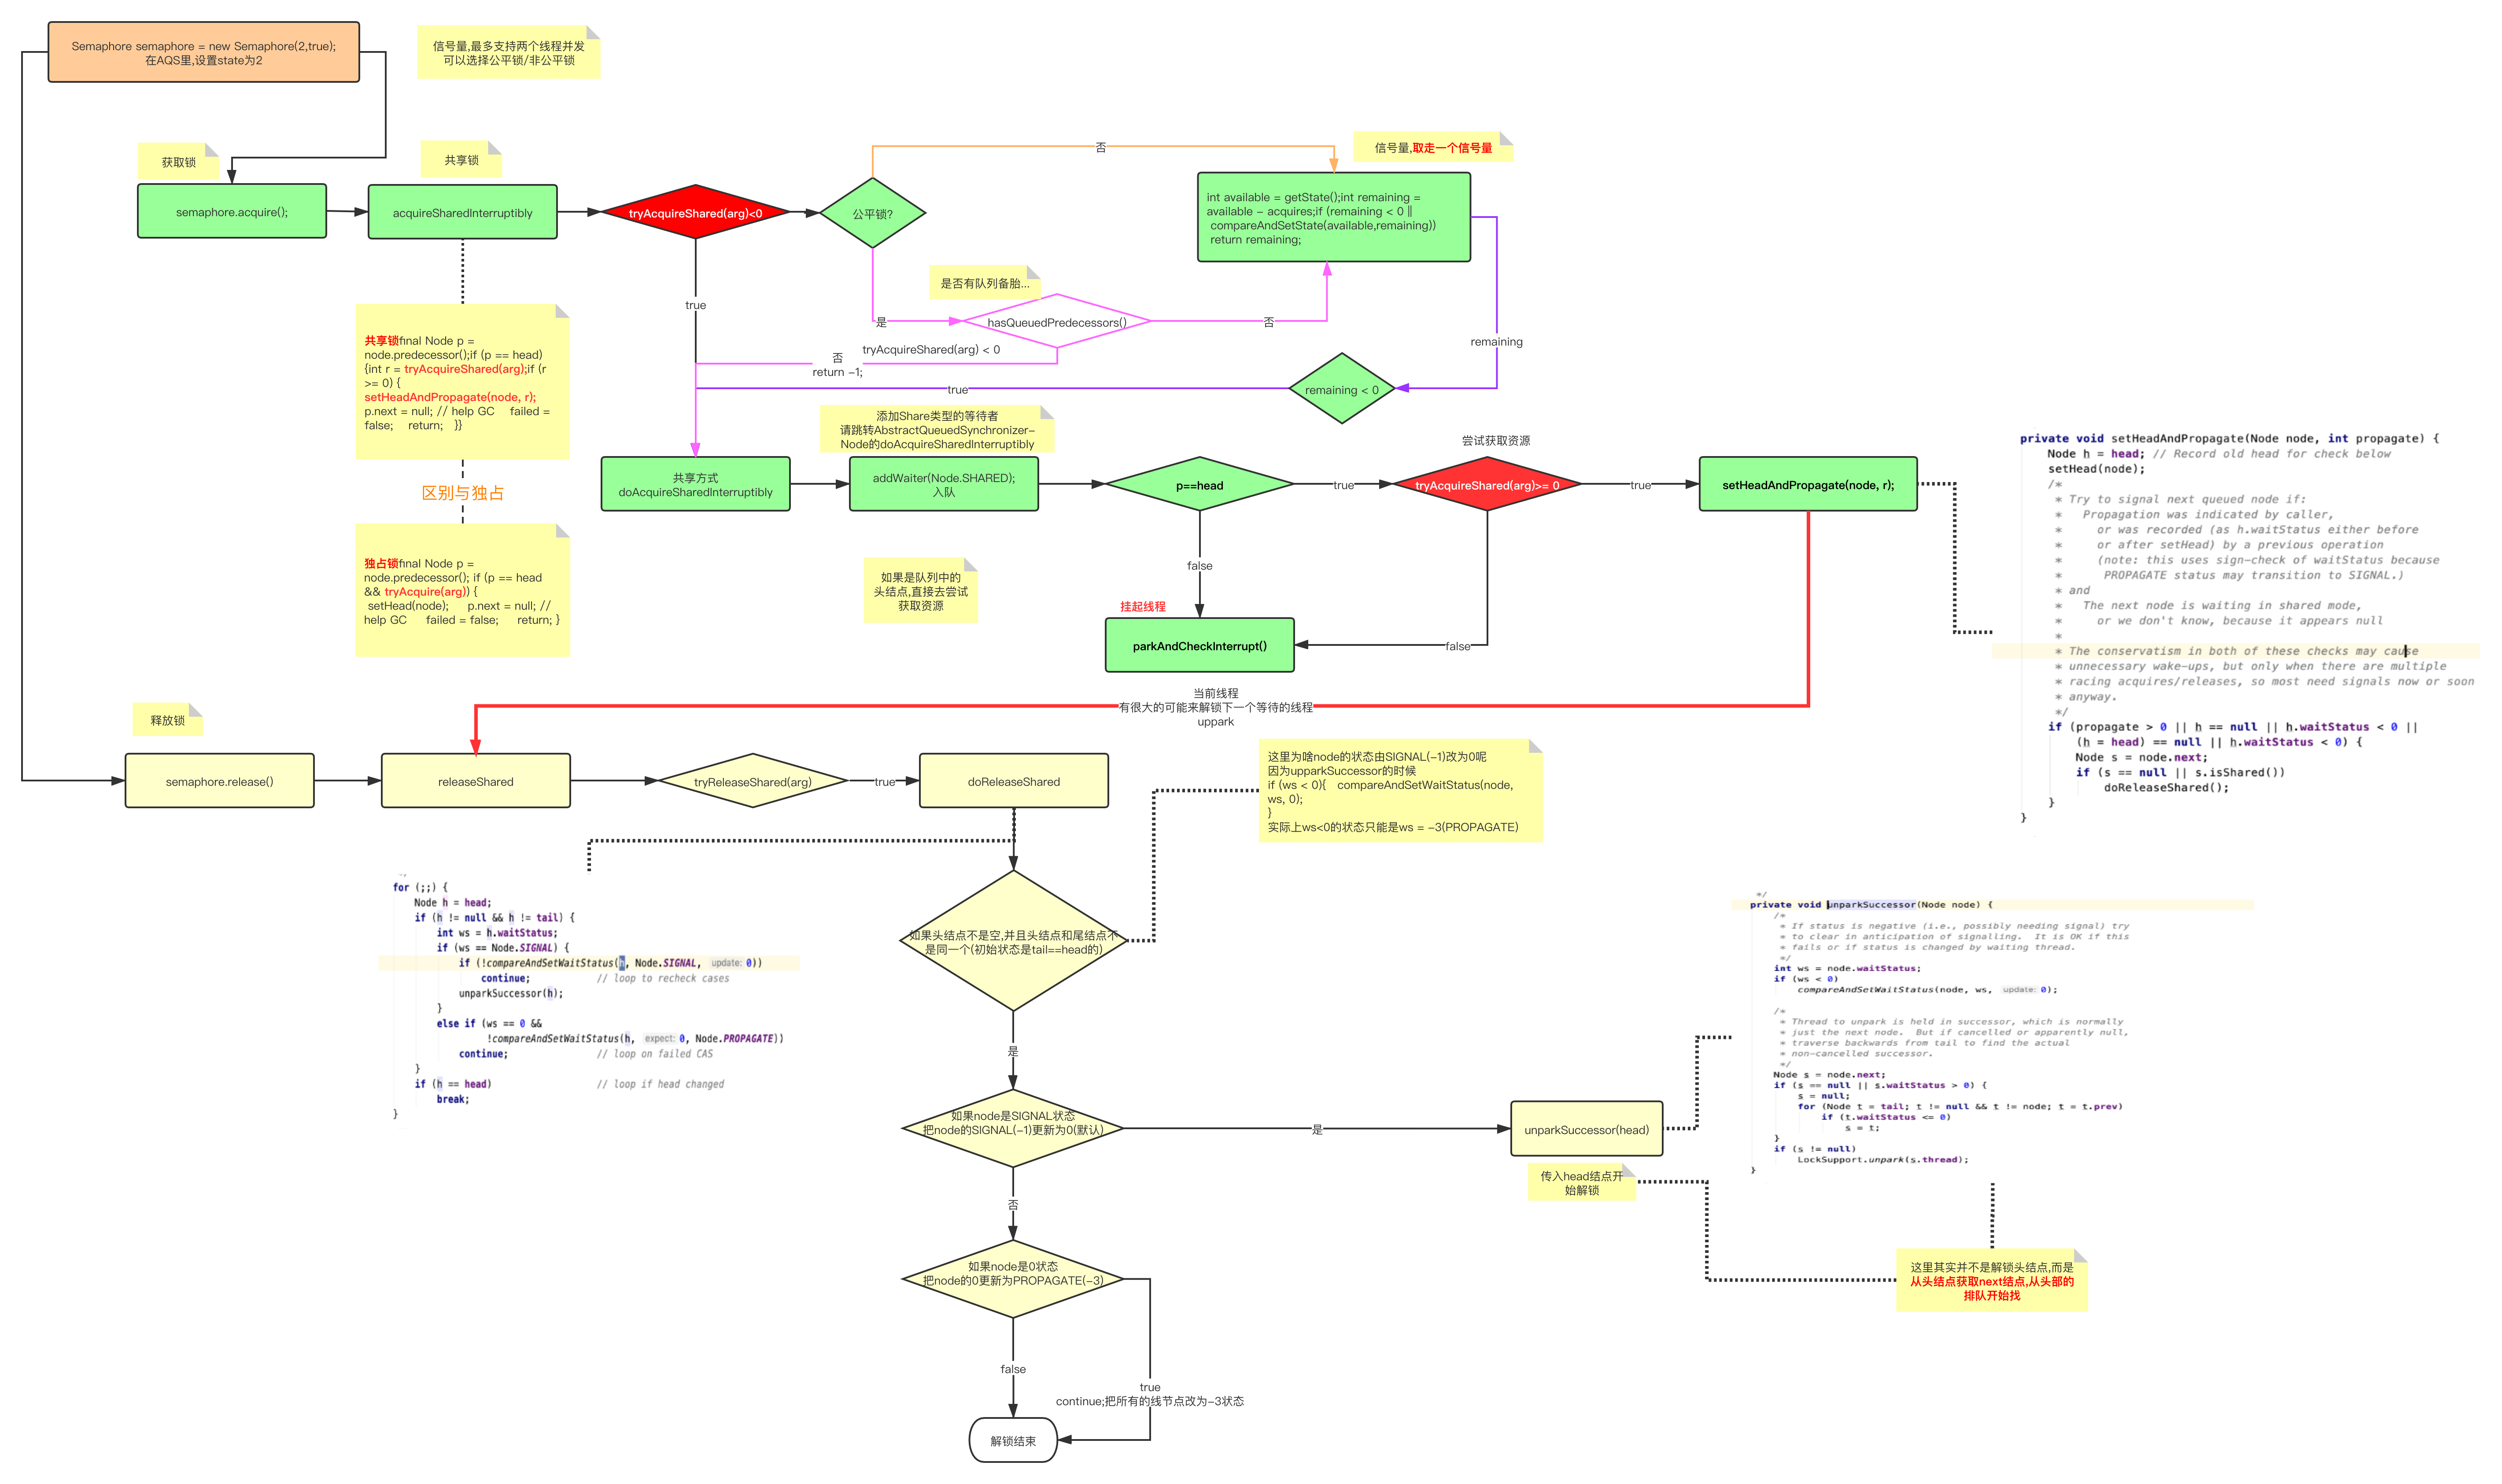 Semaphore semaphore = new Semaphore(2,true);
在AQS里,设置state为2
信号量,最多支持两个线程并发
可以选择公平锁/非公平锁
获取锁
共享锁
semaphore.acquire();
acquireSharedInterruptibly
tryAcquireShared(arg)<0
公平锁?
否
信号量,取走一个信号量
int available = getState();int remaining =
available - acquires;if (remaining < 0 ||
compareAndSetState(available,remaining))
return remaining;
true
是否有队列备胎...
是
hasQueuedPredecessors()
否
remaining
否
return -1;
tryAcquireShared(arg) < 0
true
remaining < 0
共享锁final Node p =
node.predecessor();if (p == head)
{int r = tryAcquireShared(arg);if (r
>= 0) {
setHeadAndPropagate(node, r);
p.next = null; // help GC failed =
false; return; }}
区别与独占
独占锁final Node p =
node.predecessor(); if (p == head
&& tryAcquire(arg)) {
setHead(node); p.next = null; //
help GC failed = false; return; }
添加Share类型的等待者
请跳转AbstractQueuedSynchronizer-
Node的doAcquireSharedInterruptibly
共享方式
doAcquireSharedInterruptibly
addWaiter(Node.SHARED);
入队
p==head
true
尝试获取资源
tryAcquireShared(arg)>= 0
true
setHeadAndPropagate(node, r);
如果是队列中的
头结点,直接去尝试
获取资源
false
挂起线程
parkAndCheckInterrupt()
false
private void setHeadAndPropagate(Node node, int propagate) {
Node h = head; // Record old head for check below
setHead(node);
/*
* Try to signal next queued node if:
*   Propagation was indicated by caller,
*     or was recorded (as h.waitStatus either before
*     or after setHead) by a previous operation
*     (note: this uses sign-check of waitStatus because
*      PROPAGATE status may transition to SIGNAL.)
* and
*   The next node is waiting in shared mode,
*     or we don't know, because it appears null
*
* The conservatism in both of these checks may cause
* unnecessary wake-ups, but only when there are multiple
* racing acquires/releases, so most need signals now or soon
* anyway.
*/
if (propagate > 0 || h == null || h.waitStatus < 0 ||
(h = head) == null || h.waitStatus < 0) {
Node s = node.next;
if (s == null || s.isShared())
doReleaseShared();
}
}
当前线程
有很大的可能来解锁下一个等待的线程
uppark
释放锁
semaphore.release()
releaseShared
tryReleaseShared(arg)
true
doReleaseShared
这里为啥node的状态由SIGNAL(-1)改为0呢
因为upparkSuccessor的时候
if (ws < 0){ compareAndSetWaitStatus(node,
ws, 0);
}
实际上ws<0的状态只能是ws = -3(PROPAGATE)
for (;;) {
Node h = head;
if (h != null && h != tail) {
int ws = h.waitStatus;
if (ws == Node.SIGNAL) {
if (!compareAndSetWaitStatus(h, Node.SIGNAL, update: 0))
continue; // loop to recheck cases
unparkSuccessor(h);
}
else if (ws == 0 &&
!compareAndSetWaitStatus(h, expect: 0, Node.PROPAGATE))
continue; // loop on failed CAS
}
if (h == head) // loop if head changed
break;
}
如果头结点不是空,并且头结点和尾结点不
是同一个(初始状态是tail==head的)
是
如果node是SIGNAL状态
把node的SIGNAL(-1)更新为0(默认)
是
unparkSuccessor(head)
传入head结点开
始解锁
*/
private void unparkSuccessor(Node node) {
/*
* If status is negative (i.e., possibly needing signal) try
* to clear in anticipation of signalling.  It is OK if this
* fails or if status is changed by waiting thread.
*/
int ws = node.waitStatus;
if (ws < 0)
compareAndSetWaitStatus(node, ws, update: 0);
/*
* Thread to unpark is held in successor, which is normally
* just the next node.  But if cancelled or apparently null,
* traverse backwards from tail to find the actual
* non-cancelled successor.
*/
Node s = node.next;
if (s == null || s.waitStatus > 0) {
s = null;
for (Node t = tail; t != null && t != node; t = t.prev)
if (t.waitStatus <= 0)
s = t;
}
if (s != null)
LockSupport.unpark(s.thread);
}
这里其实并不是解锁头结点,而是
从头结点获取next结点,从头部的
排队开始找
否
如果node是0状态
把node的0更新为PROPAGATE(-3)
false
true
continue;把所有的线节点改为-3状态
解锁结束